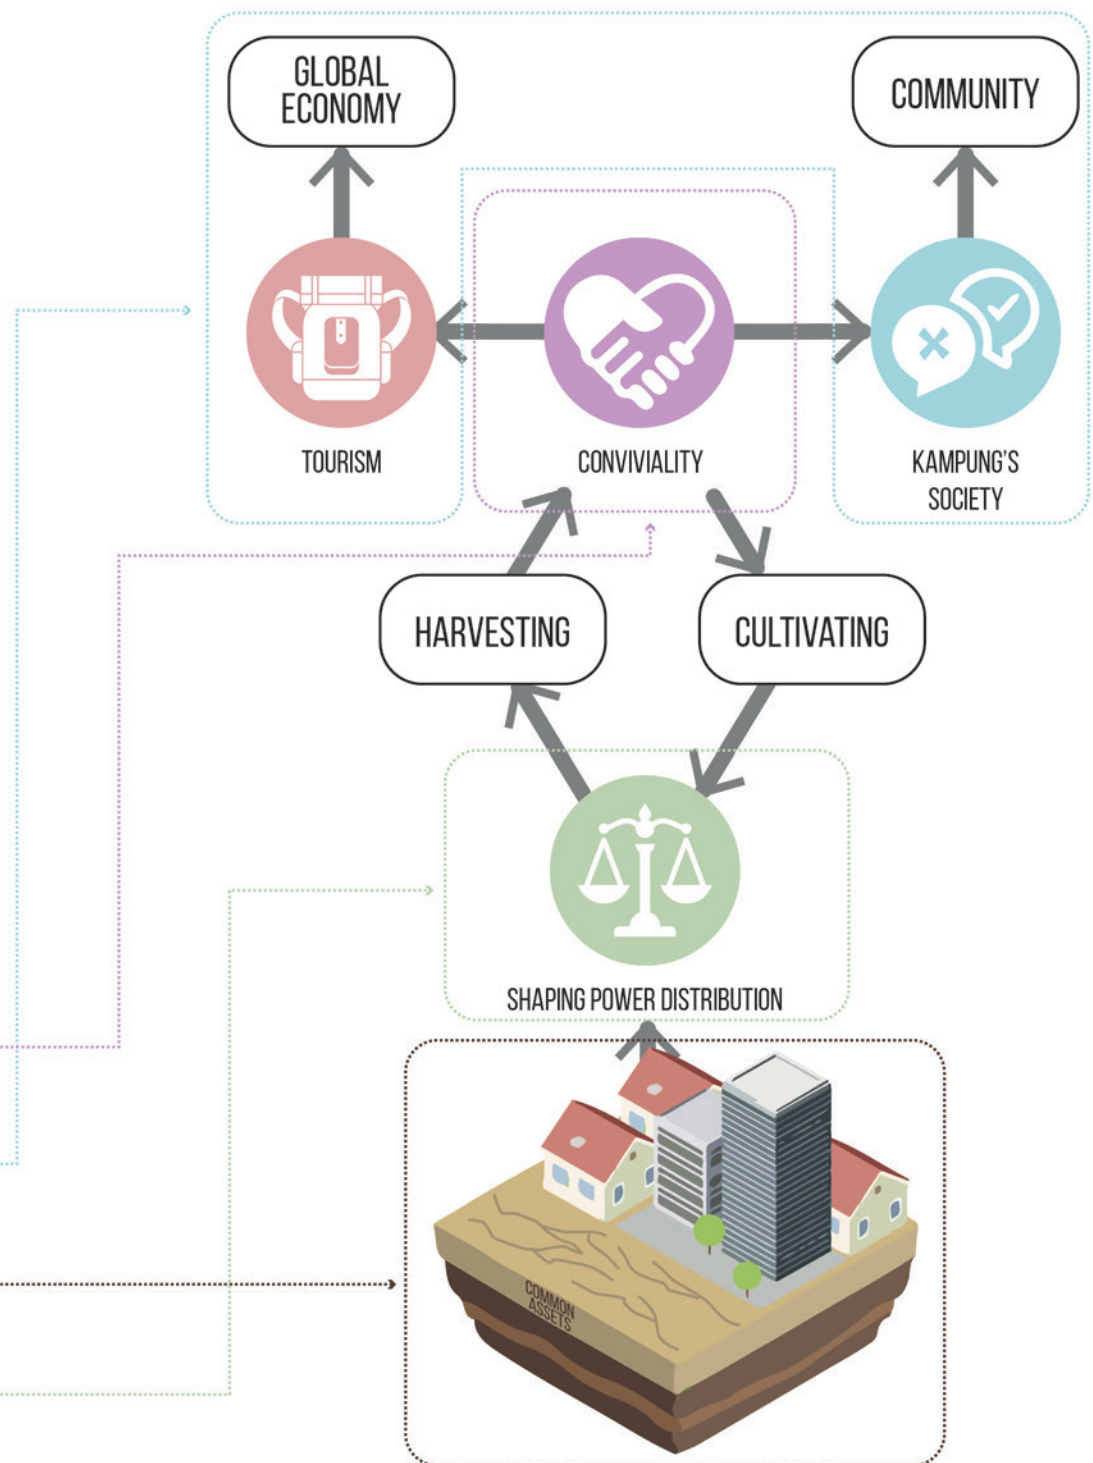 GLOBAL
ECONOMY
COMMUNITY
TOURISM
CONVIVIALITY
KAMPUNG'S
SOCIETY
HARVESTING
CULTIVATING
SHAPING POWER DISTRIBUTION
COMMON
ASSETS